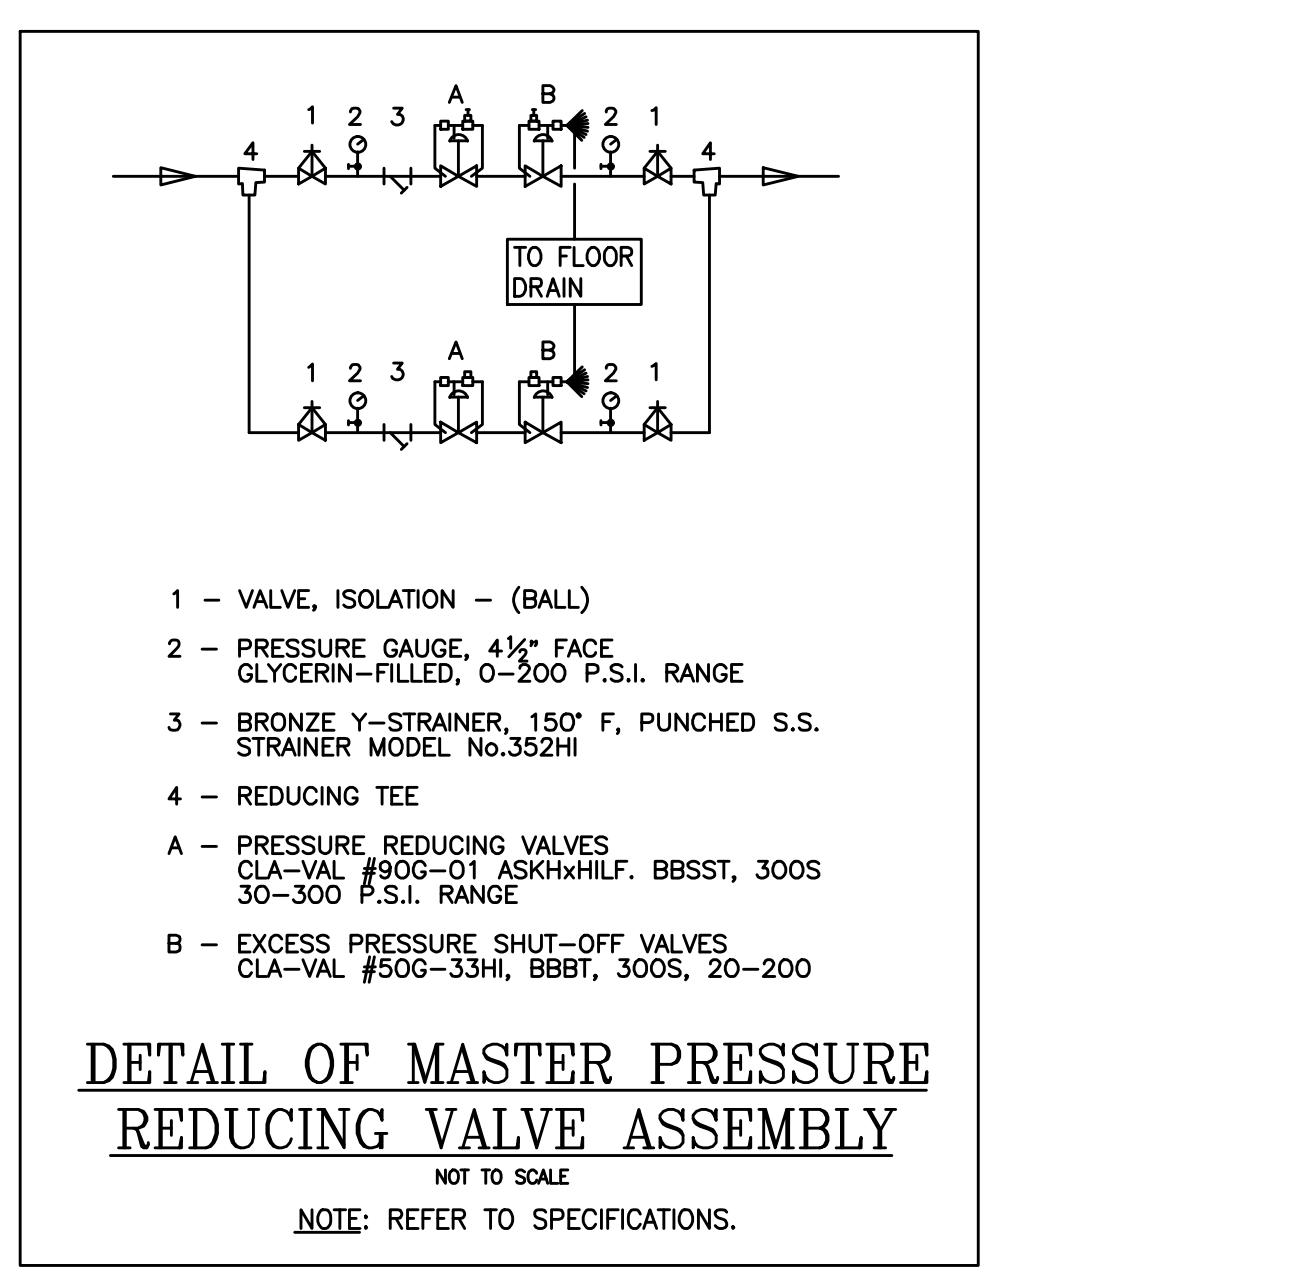 A B
1 2 3 2 1
4 4
TO FLOOR
DRAIN
A B
1 2 3 2 1
1 – VALVE, ISOLATION – (BALL)
2 – PRESSURE GAUGE, 4½" FACE
GLYCERIN–FILLED, 0–200 P.S.I. RANGE
3 – BRONZE Y–STRAINER, 150° F, PUNCHED S.S.
STRAINER MODEL No.352HI
4 – REDUCING TEE
A – PRESSURE REDUCING VALVES
CLA–VAL #90G–01 ASKHxHILF. BBSST, 300S
30–300 P.S.I. RANGE
B – EXCESS PRESSURE SHUT–OFF VALVES
CLA–VAL #50G–33HI, BBBT, 300S, 20–200
DETAIL OF MASTER PRESSURE
REDUCING VALVE ASSEMBLY
NOT TO SCALE
NOTE: REFER TO SPECIFICATIONS.